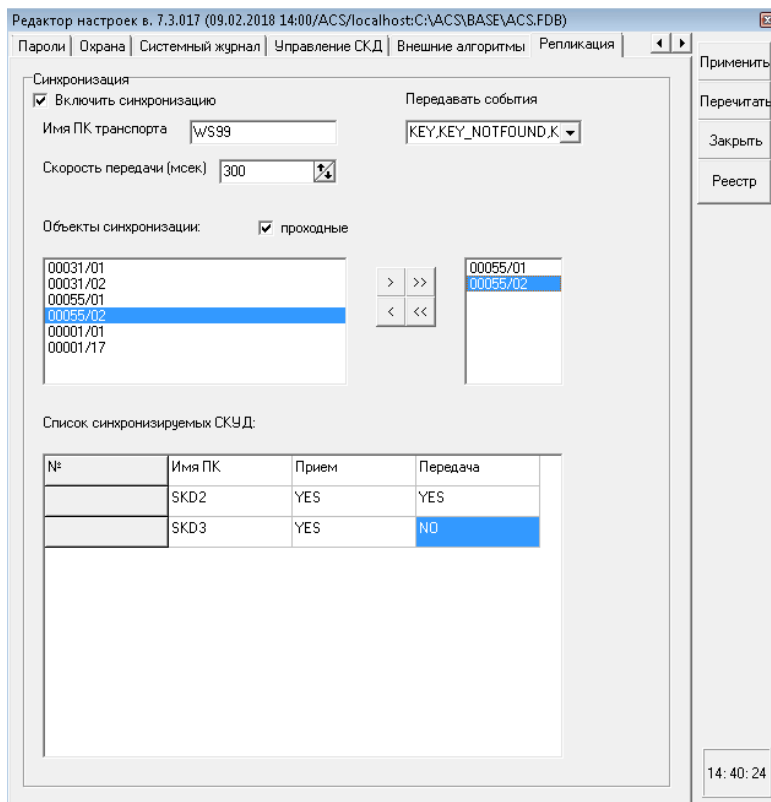 Редактор настроек в. 7.3.017 (09.02.2018 14:00/ACS/localhost:C:\ACS\BASE\ACS.FDB)
Пароли Охрана Системный журнал Управление СКД Внешние алгоритмы Репликация
Применить
Перечитать
Закрыть
Реестр
Синхронизация
Включить синхронизацию Передавать события
Имя ПК транспорта WS99 KEY,KEY_NOTFOUND,K
Скорость передачи (мсек) 300
Объекты синхронизации: проходные
00031/01
00031/02
00055/01
00055/02
00001/01
00001/17
> >>
< <<
00055/01
00055/02
Список синхронизируемых СКУД:
№ Имя ПК Прием Передача
SKD2 YES YES
SKD3 YES NO
14:40:24